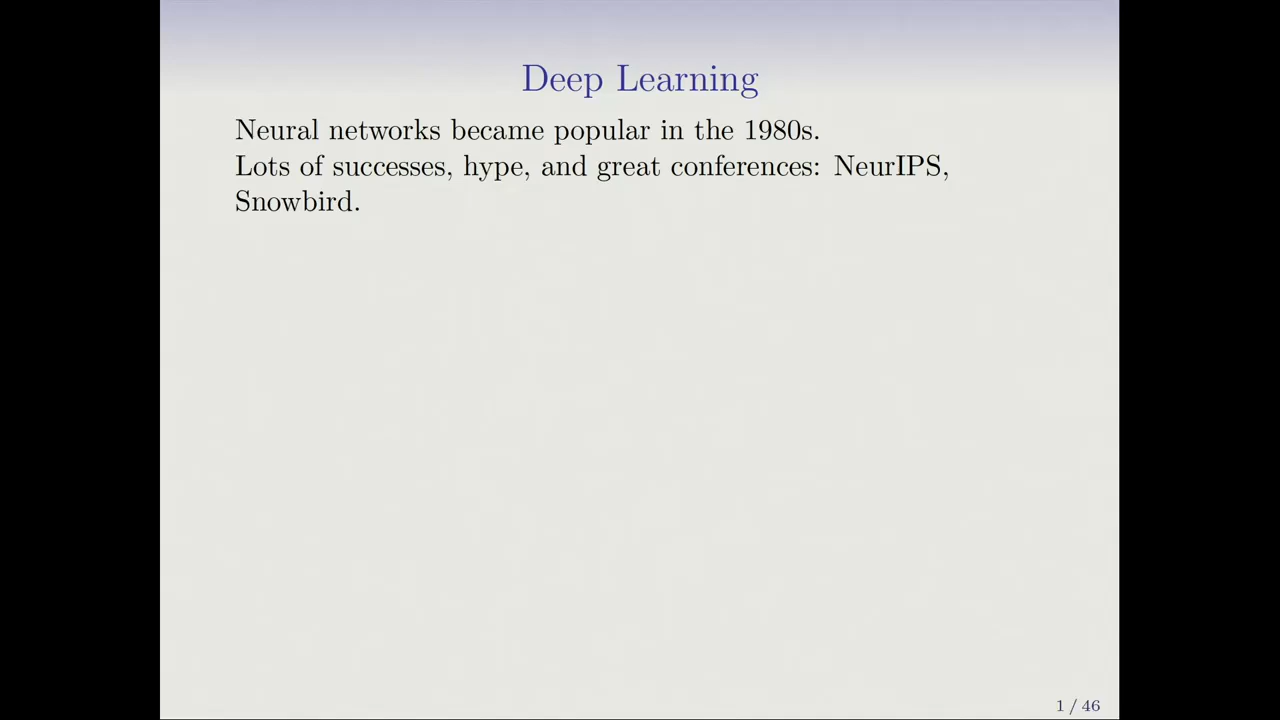 Deep Learning
Neural networks became popular in the 1980s.
Lots of successes, hype, and great conferences: NeurIPS,
Snowbird.
1 / 46